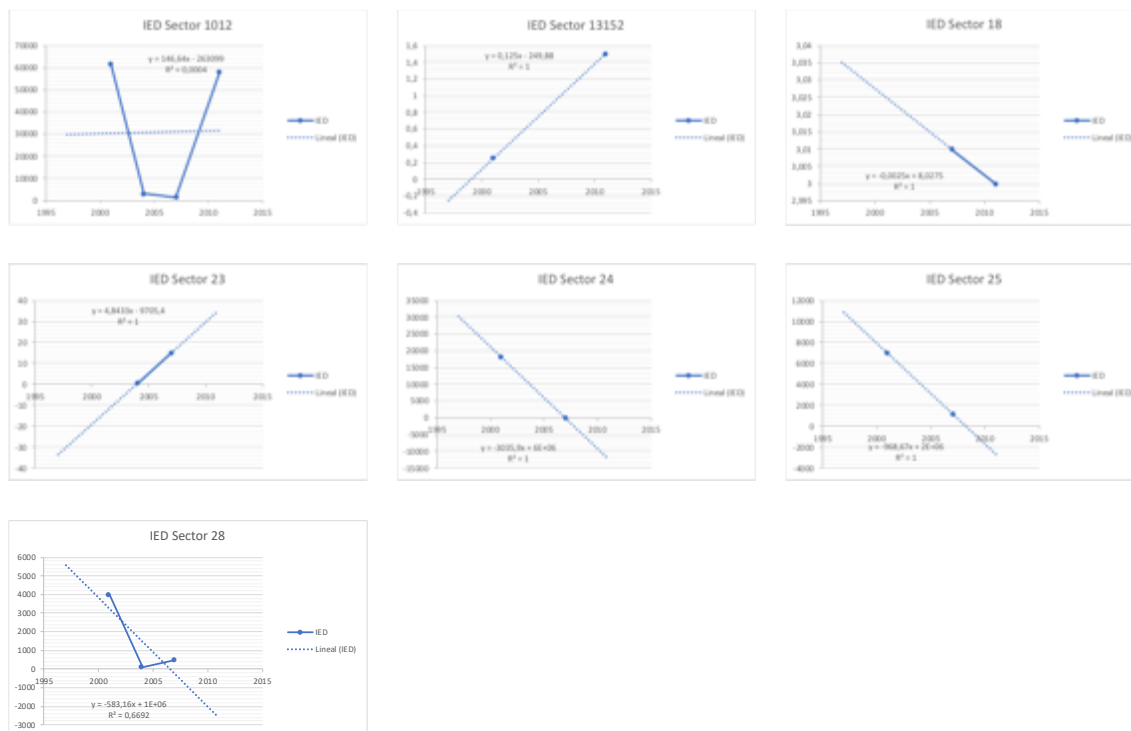 IED Sector 1012
70000
60000
50000
40000
30000
20000
10000
0
1995 2000 2005 2010 2015
y = 146,64x - 263099
R² = 0,0004
IED
Lineal (IED)
IED Sector 13152
1,6
1,4
1,2
1
0,8
0,6
0,4
0,2
0
-0,2
-0,4
1995 2000 2005 2010 2015
y = 0,125x - 249,88
R² = 1
IED
Lineal (IED)
IED Sector 18
3,04
3,035
3,03
3,025
3,02
3,015
3,01
3,005
3
2,995
1995 2000 2005 2010 2015
y = -0,0025x + 8,0275
R² = 1
IED
Lineal (IED)
IED Sector 23
40
30
20
10
0
-10
-20
-30
-40
1995 2000 2005 2010 2015
y = 4,8433x - 9705,4
R² = 1
IED
Lineal (IED)
IED Sector 24
35000
30000
25000
20000
15000
10000
5000
0
-5000
-10000
-15000
1995 2000 2005 2010 2015
y = -3035,9x + 6E+06
R² = 1
IED
Lineal (IED)
IED Sector 25
12000
10000
8000
6000
4000
2000
0
-2000
-4000
1995 2000 2005 2010 2015
y = -968,67x + 2E+06
R² = 1
IED
Lineal (IED)
IED Sector 28
6000
5000
4000
3000
2000
1000
0
-1000
-2000
-3000
1995 2000 2005 2010 2015
y = -583,16x + 1E+06
R² = 0,6692
IED
Lineal (IED)